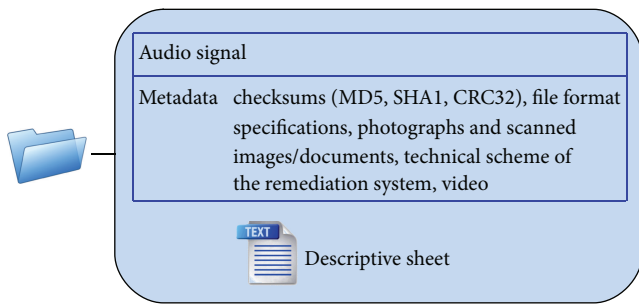 Audio signal
Metadata checksums (MD5, SHA1, CRC32), file format
specifications, photographs and scanned
images/documents, technical scheme of
the remediation system, video
TEXT
Descriptive sheet